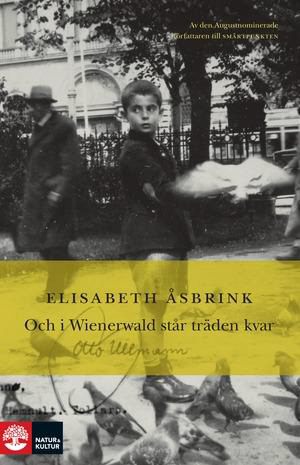 Av den Augustnominerade
författaren till SMÄRTPUNKTEN
ELISABETH ÅSBRINK
Och i Wienerwald står träden kvar
Otto Ullmann
NATUR &
KULTUR